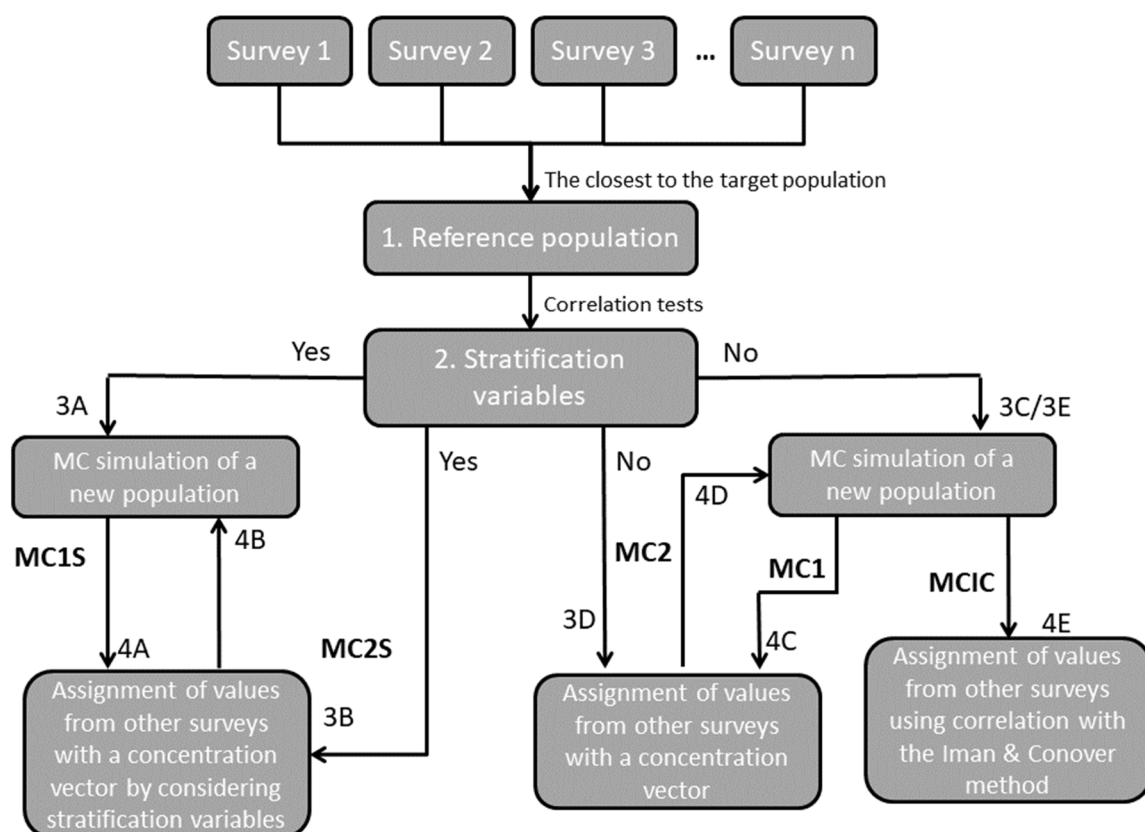 Survey 1
Survey 2
Survey 3
...
Survey n
The closest to the target population
1. Reference population
Correlation tests
2. Stratification
variables
Yes
No
3A
3C/3E
MC simulation of a
new population
Yes
No
MC simulation of a
new population
4D
MC1S
4B
MC2
MC1
MCIC
4A
MC2S
3D
4C
4E
Assignment of values
from other surveys
with a concentration
vector by considering
stratification variables
3B
Assignment of values
from other surveys
with a concentration
vector
Assignment of values
from other surveys
using correlation with
the Iman & Conover
method